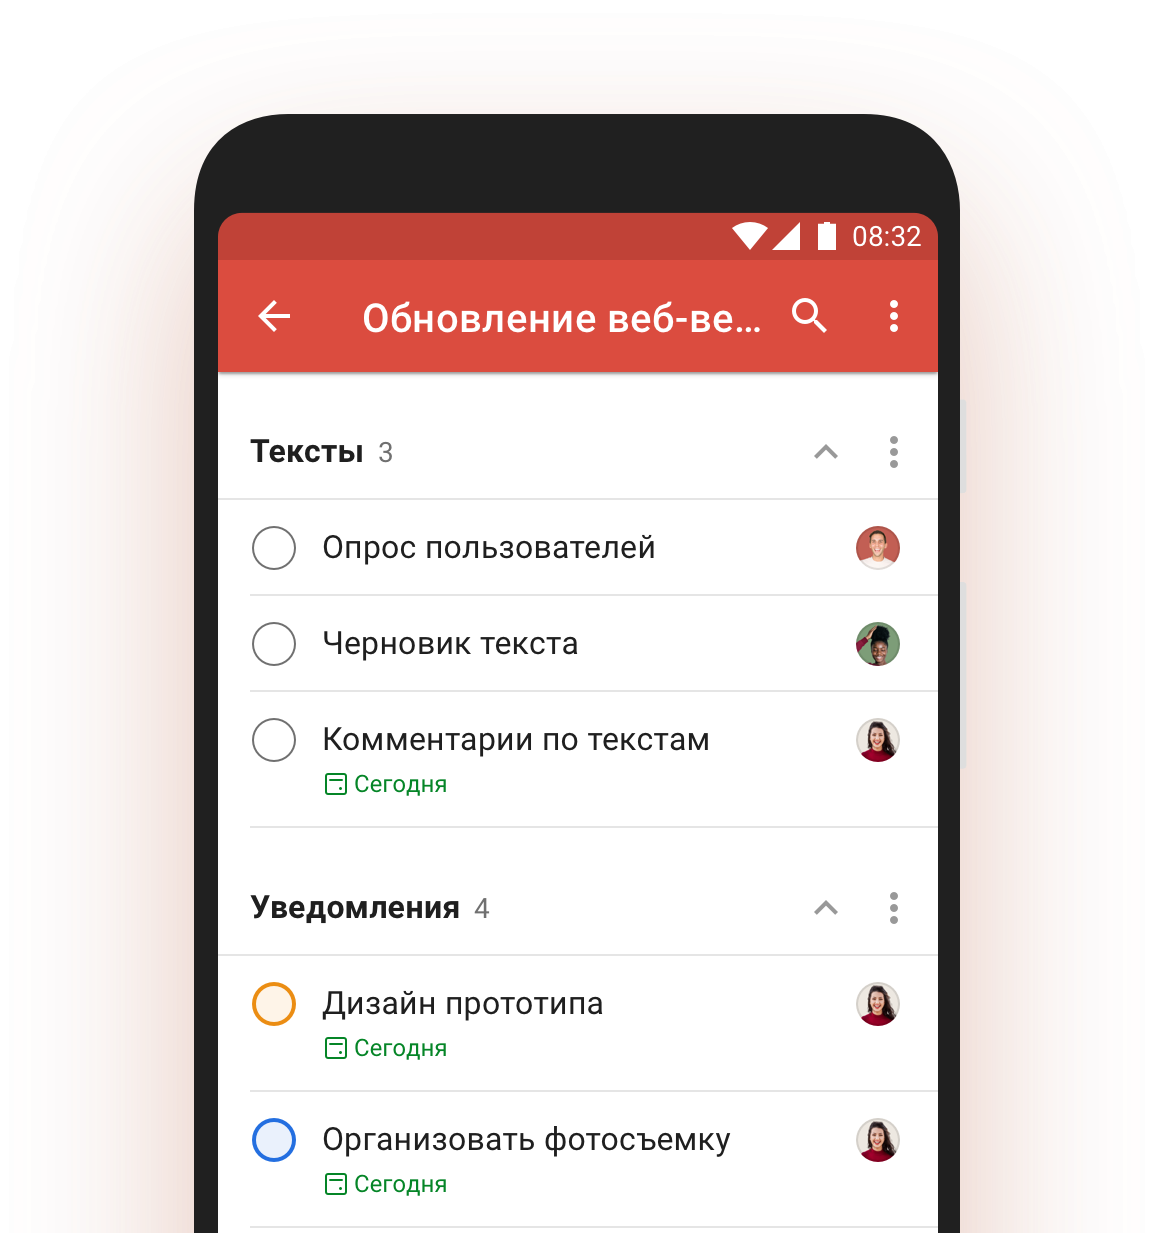 08:32
Обновление веб-ве...
Тексты 3
Опрос пользователей
Черновик текста
Комментарии по текстам
Сегодня
Уведомления 4
Дизайн прототипа
Сегодня
Организовать фотосъемку
Сегодня